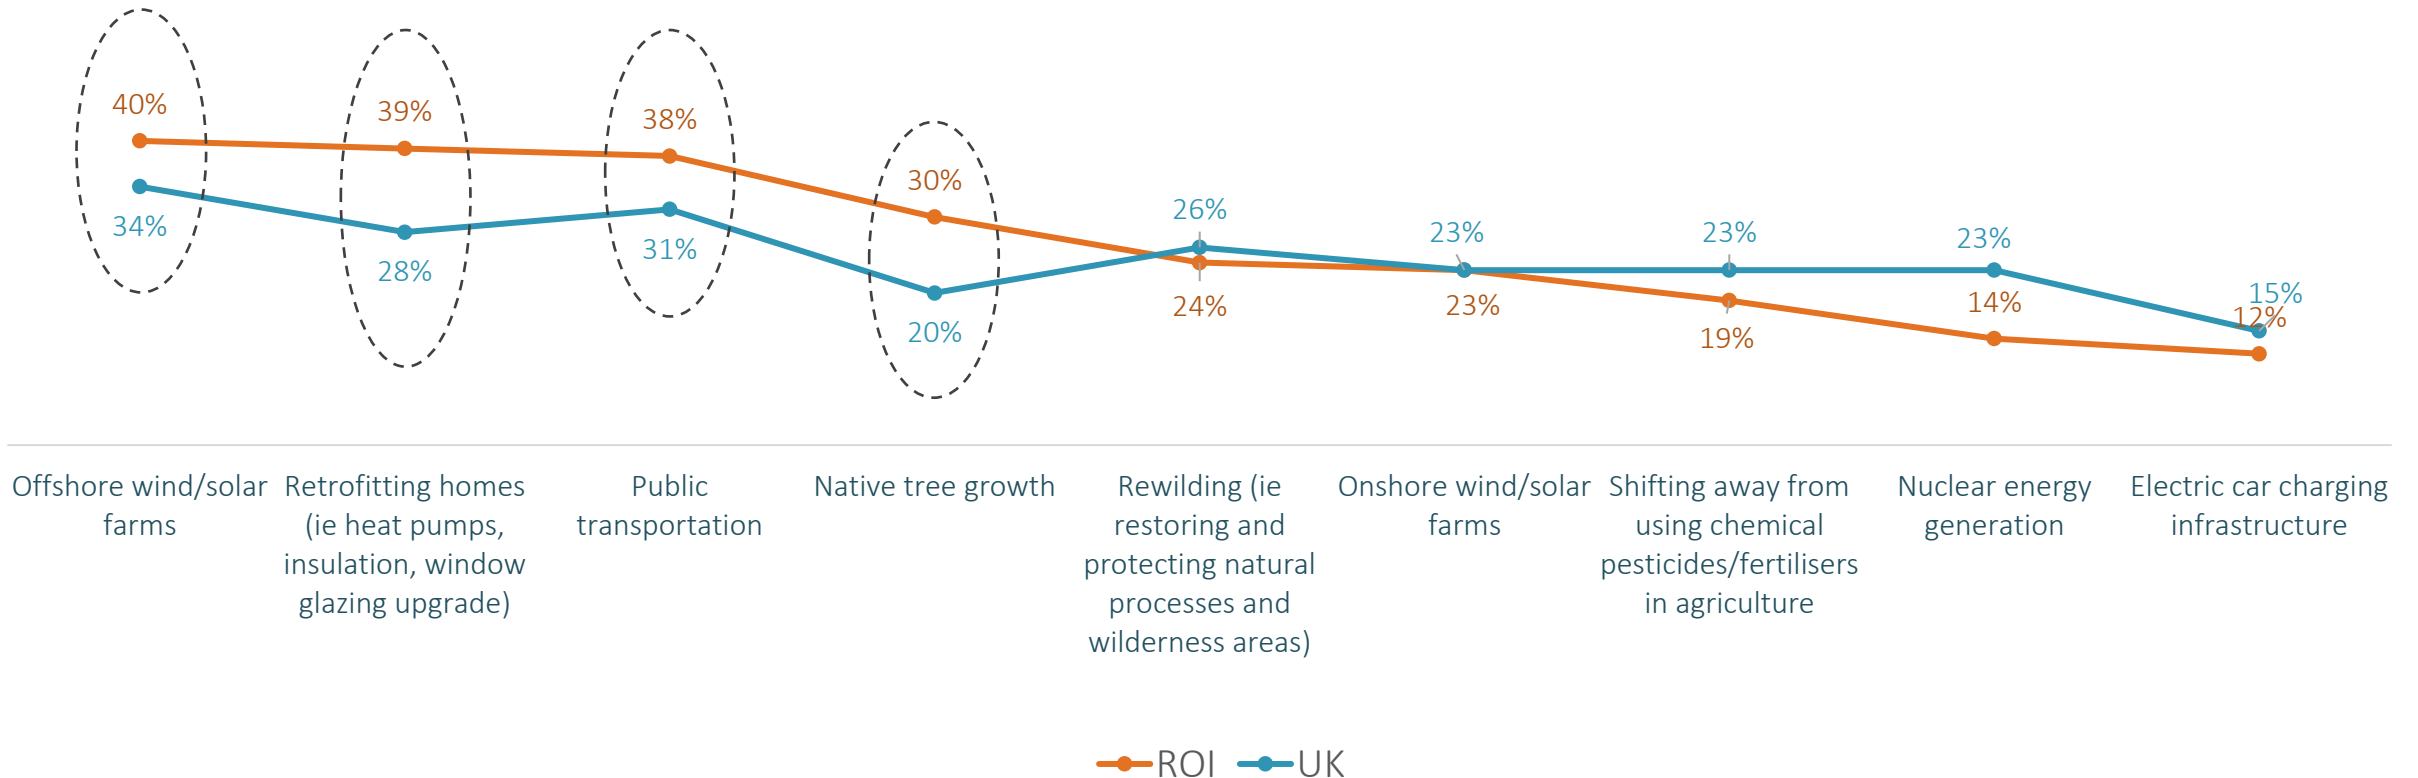 40%
39%
38%
30%
34%
28%
31%
20%
26%
24%
23%
23%
23%
19%
23%
14%
15%
12%
Offshore wind/solar
farms
Retrofitting homes
(ie heat pumps,
insulation, window
glazing upgrade)
Public
transportation
Native tree growth
Rewilding (ie
restoring and
protecting natural
processes and
wilderness areas)
Onshore wind/solar
farms
Shifting away from
using chemical
pesticides/fertilisers
in agriculture
Nuclear energy
generation
Electric car charging
infrastructure
ROI
UK